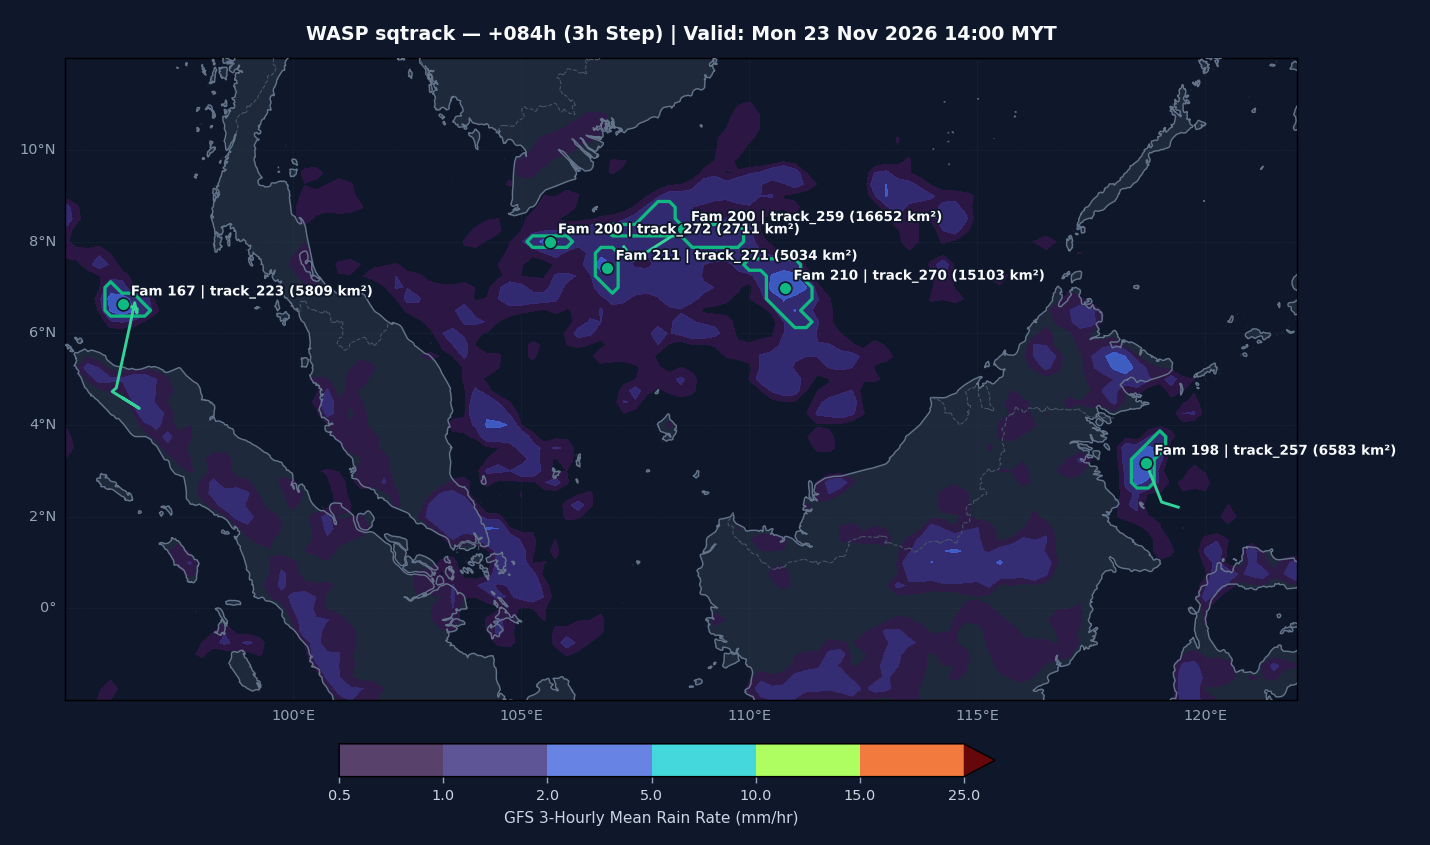 WASP sqtrack — +084h (3h Step) | Valid: Mon 23 Nov 2026 14:00 MYT
10°N
8°N
6°N
4°N
2°N
0°
Fam 200 | track_259 (16652 km²)
Fam 200 | track_272 (2711 km²)
Fam 211 | track_271 (5034 km²)
Fam 210 | track_270 (15103 km²)
Fam 167 | track_223 (5809 km²)
Fam 198 | track_257 (6583 km²)
100°E 105°E 110°E 115°E 120°E
0.5 1.0 2.0 5.0 10.0 15.0 25.0
GFS 3-Hourly Mean Rain Rate (mm/hr)